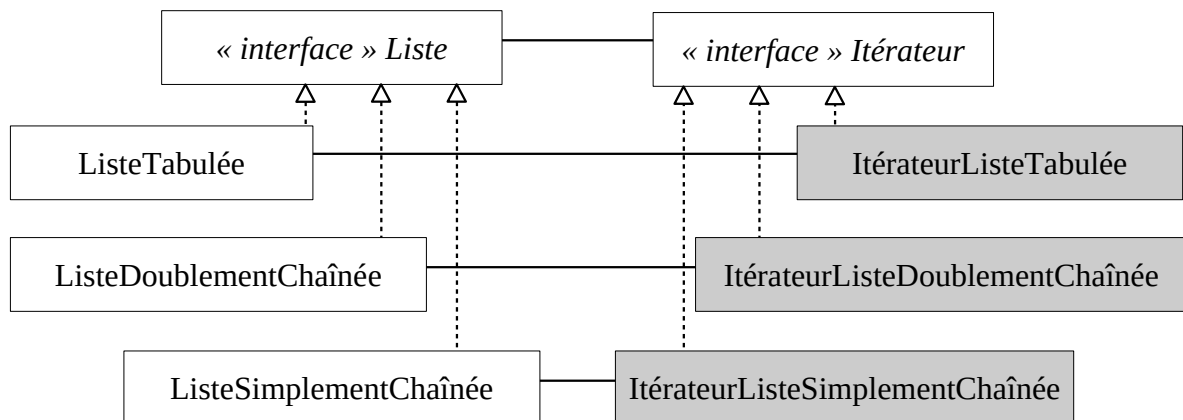 « interface » Liste
« interface » Itérateur
ListeTabulée
ItérateurListeTabulée
ListeDoublementChaînée
ItérateurListeDoublementChaînée
ListeSimplementChaînée
ItérateurListeSimplementChaînée